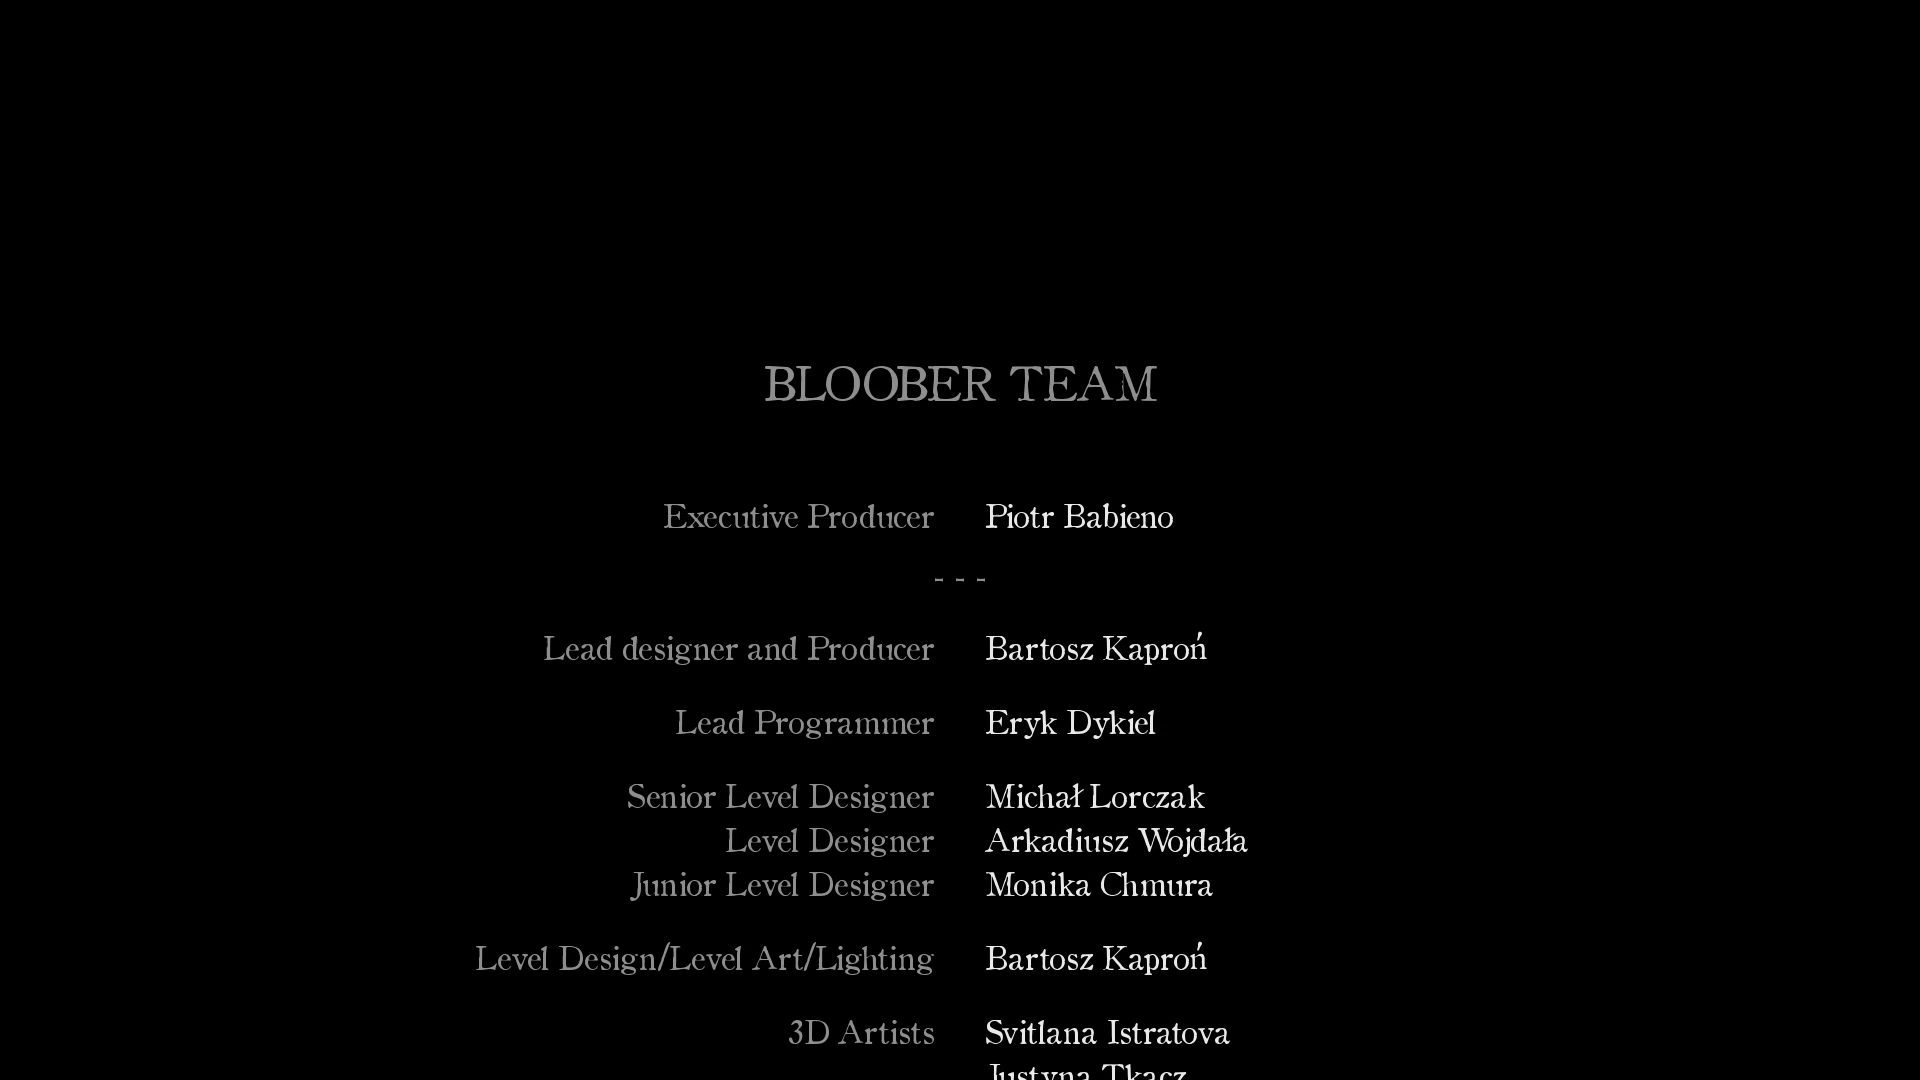 BLOOBER TEAM
Executive Producer Piotr Babieno
- - -
Lead designer and Producer Bartosz Kaproń
Lead Programmer Eryk Dykiel
Senior Level Designer Michał Lorczak
Level Designer Arkadiusz Wojdała
Junior Level Designer Monika Chmura
Level Design/Level Art/Lighting Bartosz Kaproń
3D Artists Svitlana Istratova
Justyna Tkacz